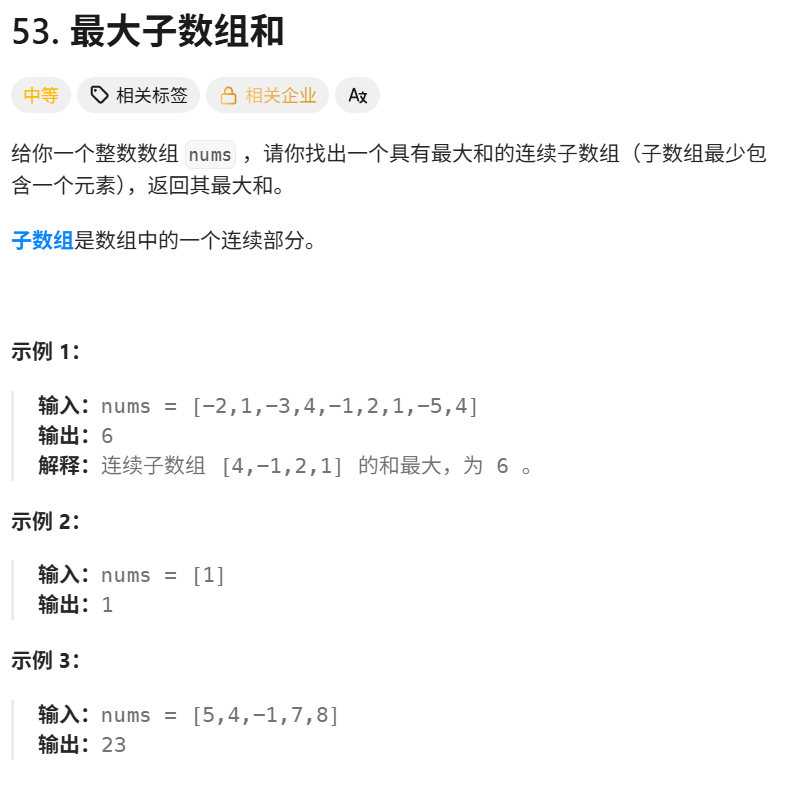 53. 最大子数组和
中等 相关标签 相关企业 A文
给你一个整数数组 nums ，请你找出一个具有最大和的连续子数组（子数组最少包
含一个元素），返回其最大和。
子数组是数组中的一个连续部分。
示例 1：
输入：nums = [-2,1,-3,4,-1,2,1,-5,4]
输出：6
解释：连续子数组 [4,-1,2,1] 的和最大，为 6 。
示例 2：
输入：nums = [1]
输出：1
示例 3：
输入：nums = [5,4,-1,7,8]
输出：23